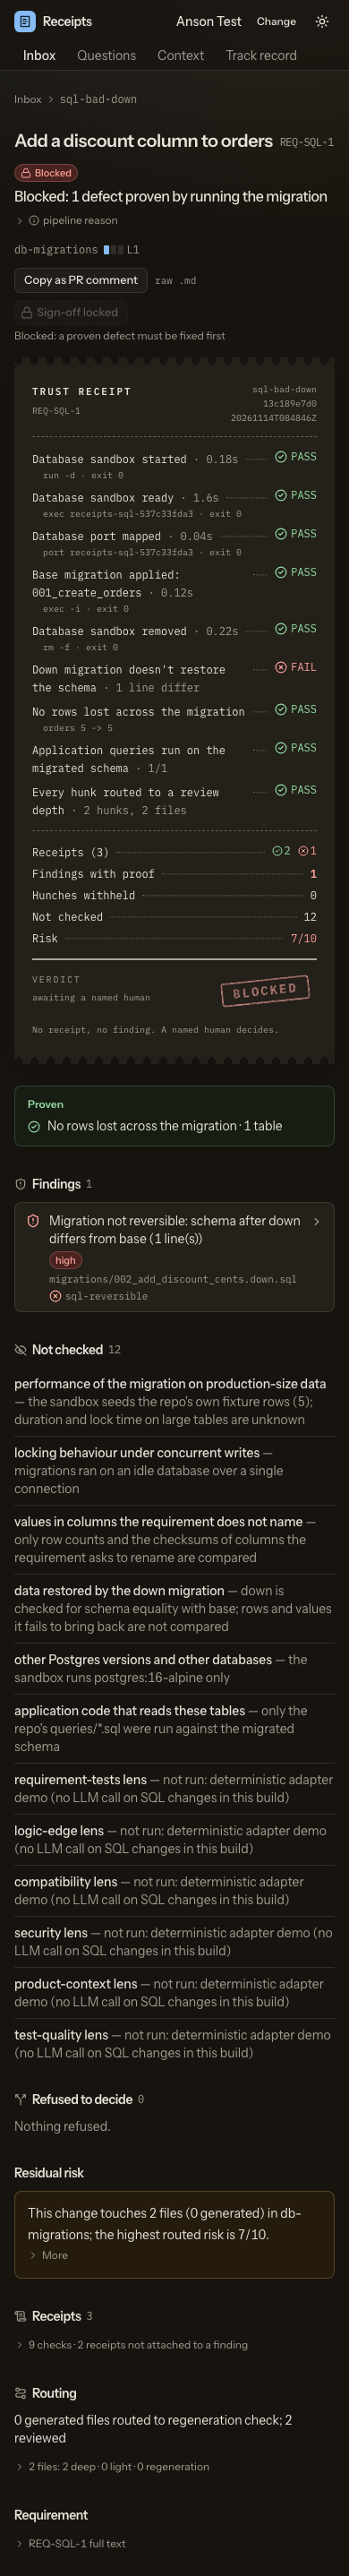 Receipts
Anson Test
Change
Inbox
Questions
Context
Track record
Inbox > sql-bad-down
Add a discount column to orders REQ-SQL-1
Blocked
Blocked: 1 defect proven by running the migration
pipeline reason
db-migrations L1
Copy as PR comment
raw .md
Sign-off locked
Blocked: a proven defect must be fixed first
TRUST RECEIPT
REQ-SQL-1
sql-bad-down
13c189e7d0
20261114T084846Z
Database sandbox started · 0.18s PASS
run -d · exit 0
Database sandbox ready · 1.6s PASS
exec receipts-sql-537c33fda3 · exit 0
Database port mapped · 0.04s PASS
port receipts-sql-537c33fda3 · exit 0
Base migration applied: PASS
001_create_orders · 0.12s
exec -i · exit 0
Database sandbox removed · 0.22s PASS
rm -f · exit 0
Down migration doesn't restore FAIL
the schema · 1 line differ
No rows lost across the migration PASS
orders 5 -> 5
Application queries run on the PASS
migrated schema · 1/1
Every hunk routed to a review PASS
depth · 2 hunks, 2 files
Receipts (3) 2 1
Findings with proof 1
Hunches withheld 0
Not checked 12
Risk 7/10
VERDICT
awaiting a named human
BLOCKED
No receipt, no finding. A named human decides.
Proven
No rows lost across the migration · 1 table
Findings 1
Migration not reversible: schema after down
differs from base (1 line(s))
high
migrations/002_add_discount_cents.down.sql
sql-reversible
Not checked 12
performance of the migration on production-size data
— the sandbox seeds the repo's own fixture rows (5);
duration and lock time on large tables are unknown
locking behaviour under concurrent writes —
migrations ran on an idle database over a single
connection
values in columns the requirement does not name —
only row counts and the checksums of columns the
requirement asks to rename are compared
data restored by the down migration — down is
checked for schema equality with base; rows and values
it fails to bring back are not compared
other Postgres versions and other databases — the
sandbox runs postgres:16-alpine only
application code that reads these tables — only the
repo's queries/*.sql were run against the migrated
schema
requirement-tests lens — not run: deterministic adapter
demo (no LLM call on SQL changes in this build)
logic-edge lens — not run: deterministic adapter demo
(no LLM call on SQL changes in this build)
compatibility lens — not run: deterministic adapter
demo (no LLM call on SQL changes in this build)
security lens — not run: deterministic adapter demo (no
LLM call on SQL changes in this build)
product-context lens — not run: deterministic adapter
demo (no LLM call on SQL changes in this build)
test-quality lens — not run: deterministic adapter demo
(no LLM call on SQL changes in this build)
Refused to decide 0
Nothing refused.
Residual risk
This change touches 2 files (0 generated) in db-
migrations; the highest routed risk is 7/10.
More
Receipts 3
9 checks · 2 receipts not attached to a finding
Routing
0 generated files routed to regeneration check; 2
reviewed
2 files: 2 deep · 0 light · 0 regeneration
Requirement
REQ-SQL-1 full text